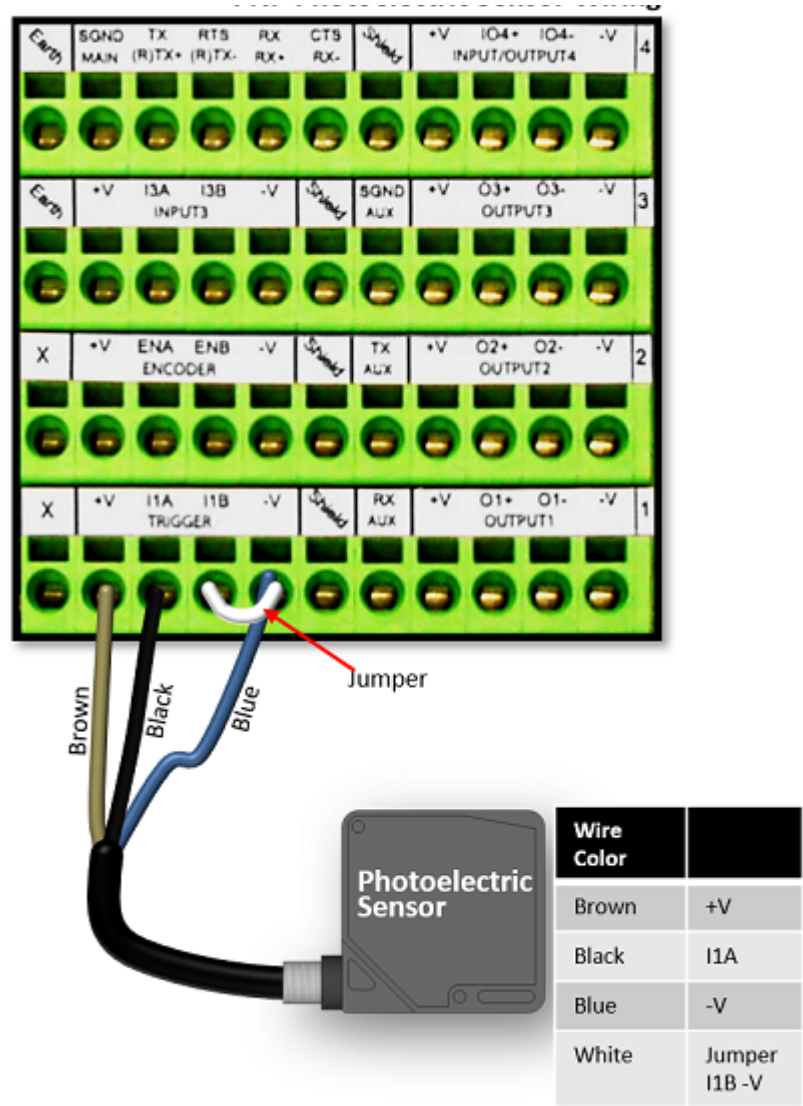 Earth SGND TX RTS RX CTS Shield +V IO4+ IO4- -V 4
MAIN (R)TX+ (R)TX- RX+ RX- INPUT/OUTPUT4
Earth +V I3A I3B -V Shield SGND +V O3+ O3- -V 3
INPUT3 AUX OUTPUT3
X +V ENA ENB -V Shield TX +V O2+ O2- -V 2
ENCODER AUX OUTPUT2
X +V I1A I1B -V Shield RX +V O1+ O1- -V 1
TRIGGER AUX OUTPUT1
Jumper
Brown
Black
Blue
Photoelectric
Sensor
Wire
Color
Brown +V
Black I1A
Blue -V
White Jumper
I1B -V